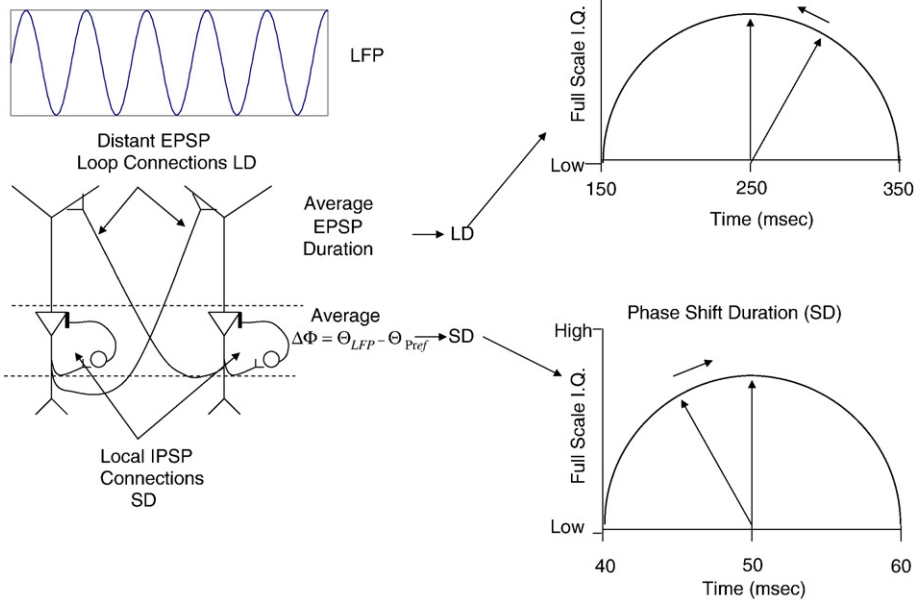 LFP
Distant EPSP
Loop Connections LD
Average
EPSP
Duration
LD
Average
ΔΦ = Θ_LFP - Θ_Pref
SD
Local IPSP
Connections
SD
Full Scale I.Q.
Low
150
250
350
Time (msec)
Phase Shift Duration (SD)
High
Full Scale I.Q.
Low
40
50
60
Time (msec)